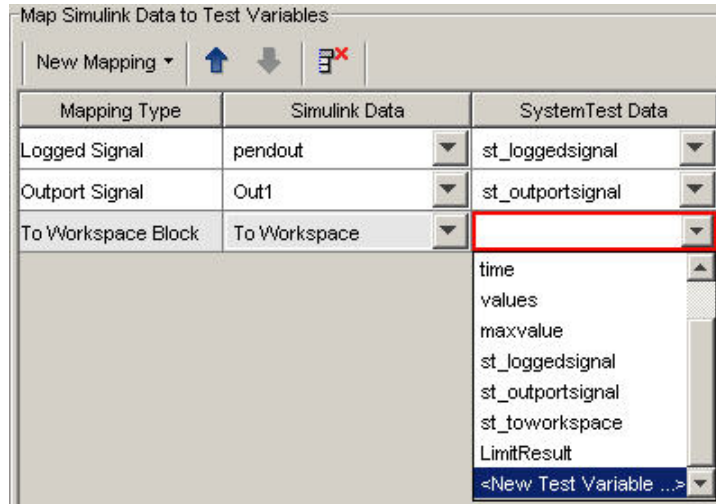 Map Simulink Data to Test Variables
New Mapping
Mapping Type Simulink Data SystemTest Data
Logged Signal pendout st_loggedsignal
Outport Signal Out1 st_outportsignal
To Workspace Block To Workspace
time
values
maxvalue
st_loggedsignal
st_outportsignal
st_toworkspace
LimitResult
<New Test Variable ...>